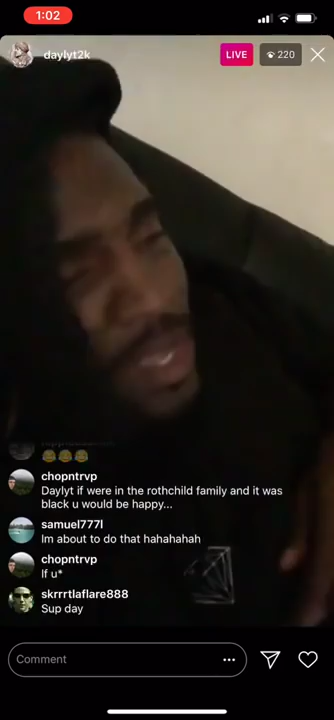 1:02
daylyt2k
LIVE
220
chopntrvp
Daylyt if were in the rothchild family and it was
black u would be happy...
samuel777l
Im about to do that hahahahah
chopntrvp
If u*
skrrrtlaflare888
Sup day
Comment